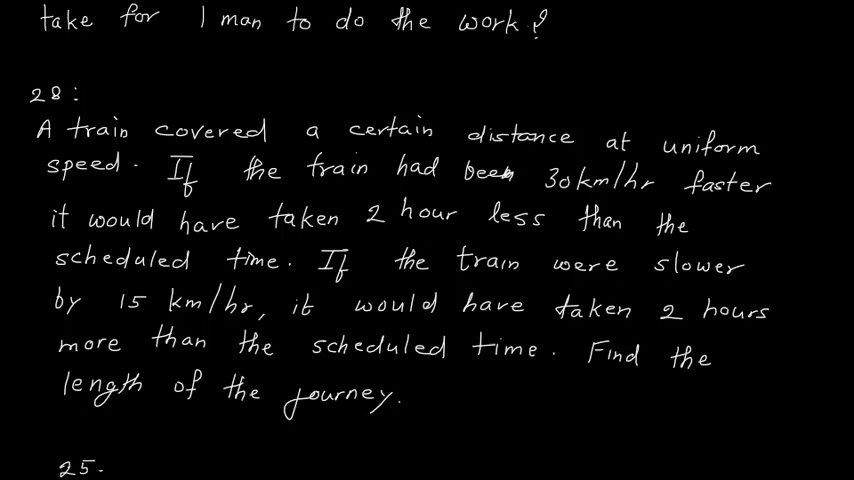 take for 1 man to do the work?
28:
A train covered a certain distance at uniform
speed. If the train had been 30 km/hr faster
it would have taken 2 hour less than the
scheduled time. If the train were slower
by 15 km/hr, it would have taken 2 hours
more than the scheduled time. Find the
length of the journey.
25.